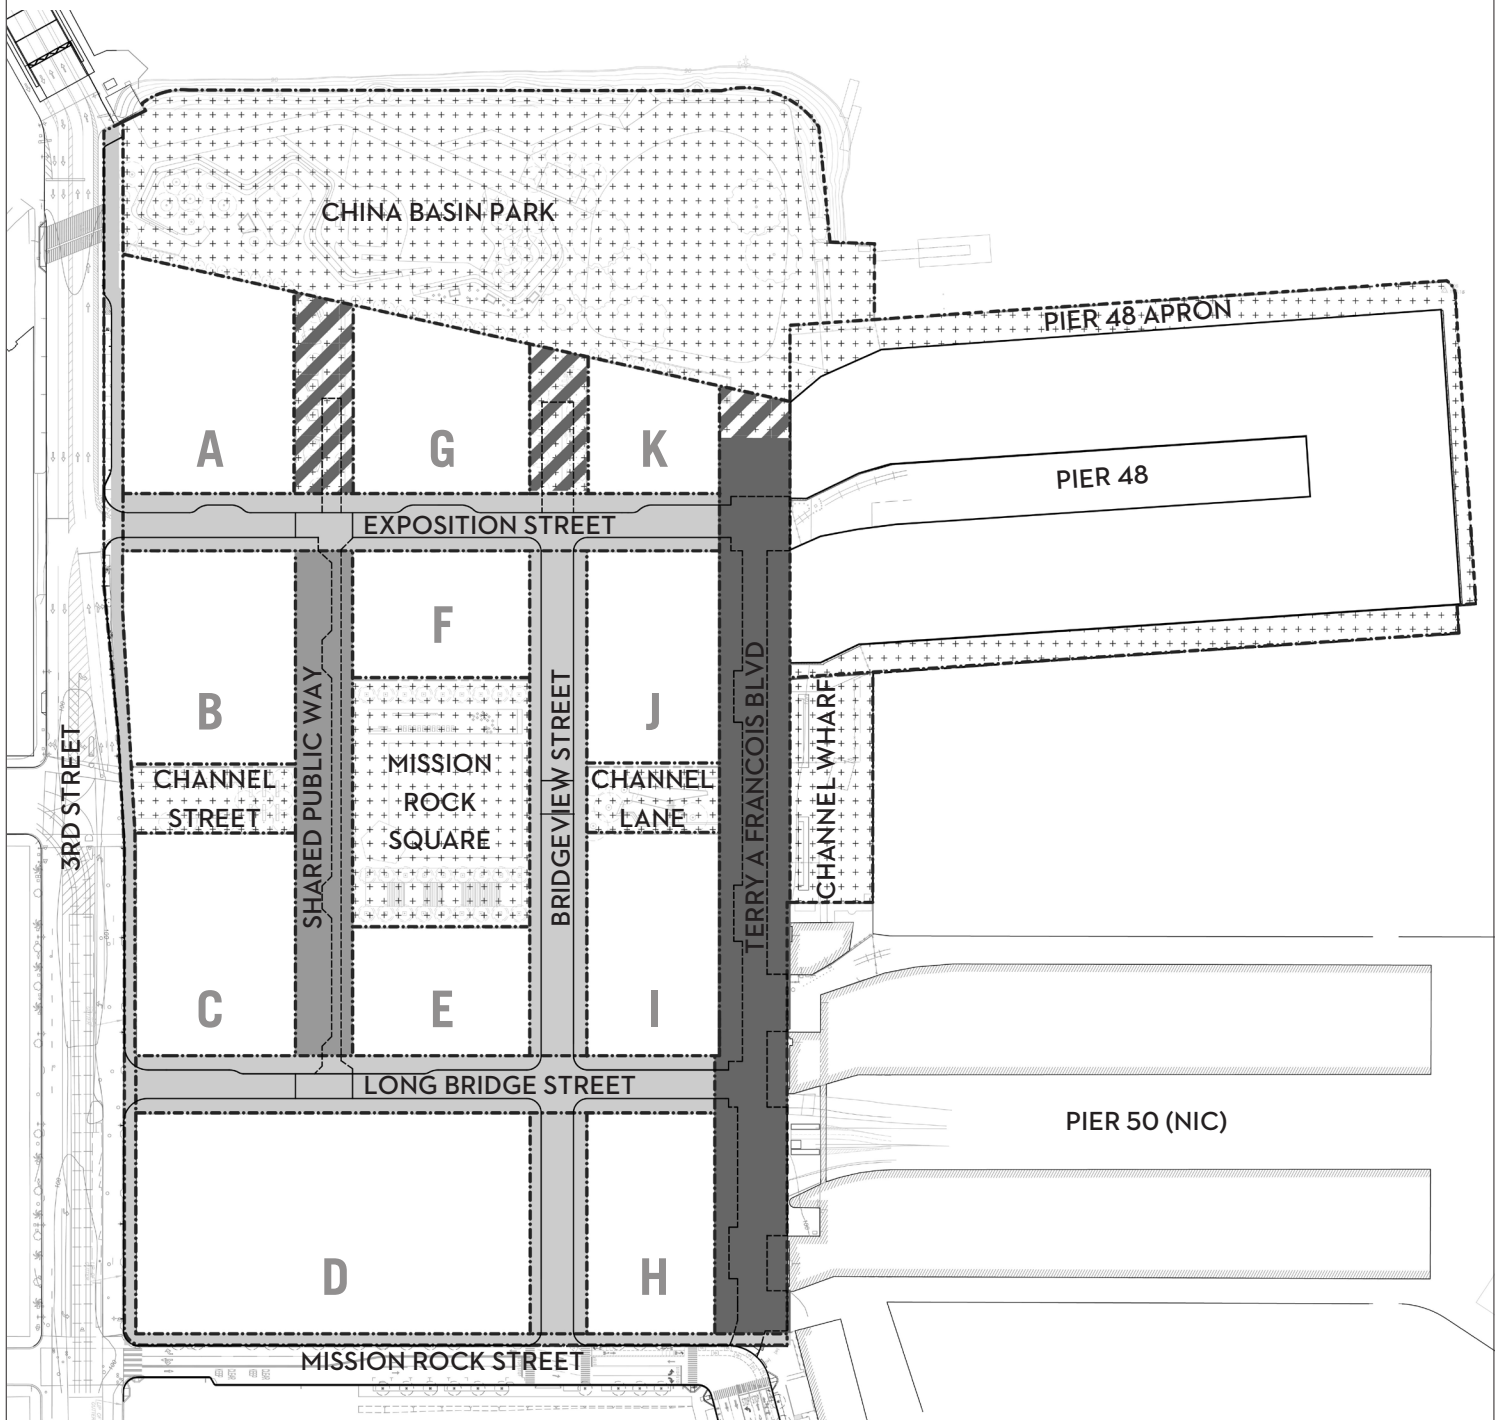 CHINA BASIN PARK
PIER 48 APRON
A
G
K
PIER 48
EXPOSITION STREET
F
B
J
3RD STREET
CHANNEL
STREET
SHARED PUBLIC WAY
MISSION
ROCK
SQUARE
BRIDGEVIEW STREET
CHANNEL
LANE
TERRY A FRANCOIS BLVD
CHANNEL WHARF
C
E
I
LONG BRIDGE STREET
PIER 50 (NIC)
D
H
MISSION ROCK STREET